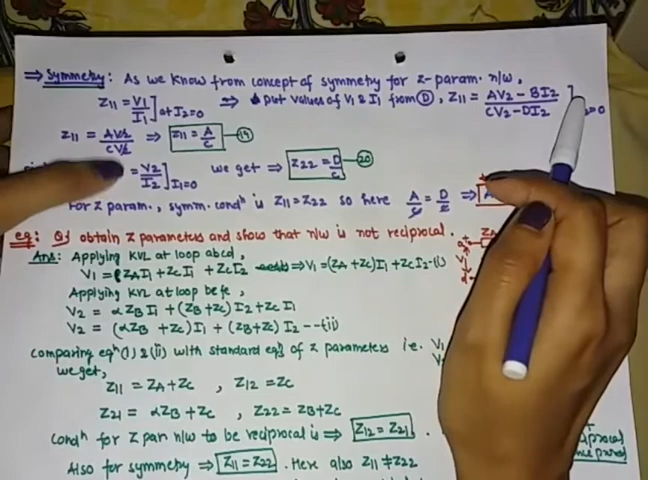 ⇒ Symmetry: As we know from concept of symmetry for z-param. n/w,
Z11 = V1/I1] at I2=0 ⇒ Put values of V1 & I1 from D, Z11 = AV2 - BI2 / CV2 - DI2 ] =0
Z11 = AV2/CV2 ⇒ Z11 = A/C -19
= V2/I2] I1=0 we get ⇒ Z22 = D/C -20
For z param., symm. condn is Z11=Z22 so here A/C = D/C ⇒
eg: Q1 obtain z parameters and show that n/w is not reciprocal.
Ans: Applying KVL at loop abcd,
V1 = ZAI1 + ZcI1 + ZcI2 ⇒ V1 = (ZA+Zc)I1 + ZcI2 -(i)
Applying KVL at loop befe,
V2 = αZBI1 + (ZB+Zc) I2 + ZcI1
V2 = (αZB + Zc)I1 + (ZB+Zc) I2 --(ii)
comparing eqn (i) & (ii) with standard eqn of z parameters i.e. V1
we get,
Z11 = ZA+Zc , Z12 = Zc
Z21 = αZB+Zc , Z22 = ZB+Zc
Condn for Z par n/w to be reciprocal is ⇒ Z12 = Z21.
Also for symmetry ⇒ Z11 = Z22. Here also Z11 ≠ Z22